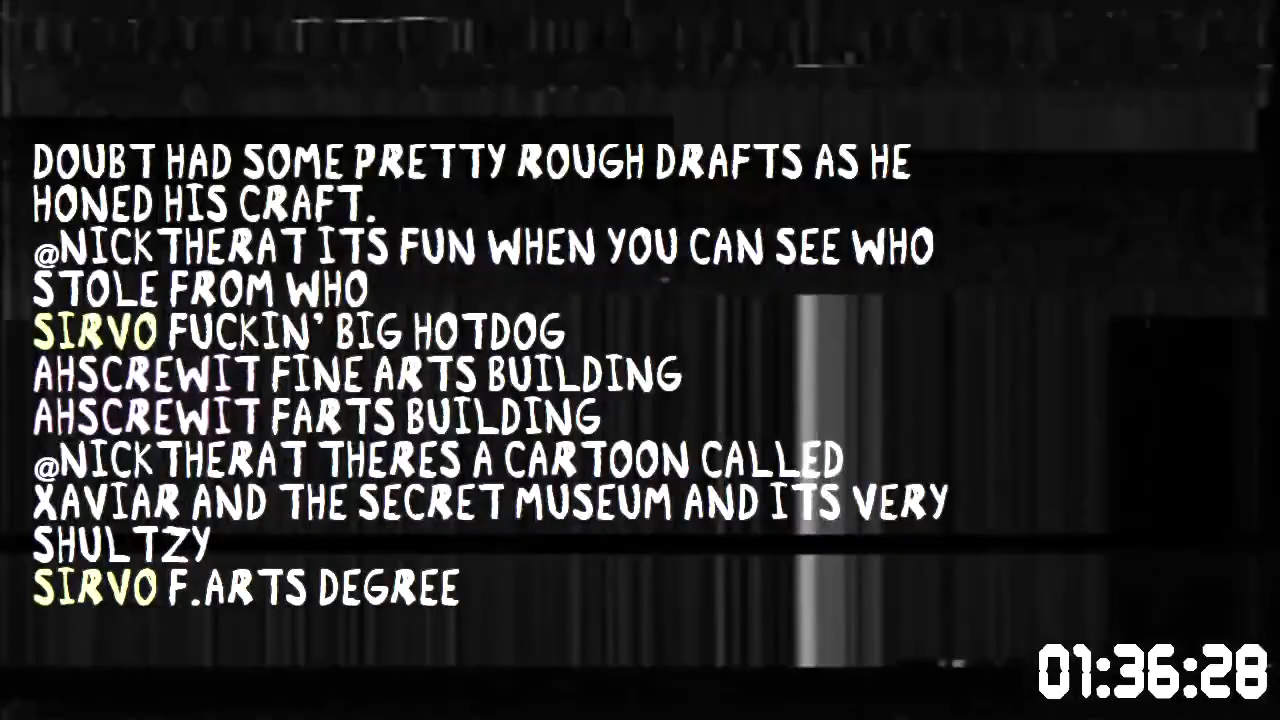 DOUBT HAD SOME PRETTY ROUGH DRAFTS AS HE
HONED HIS CRAFT.
@NICKTHERAT ITS FUN WHEN YOU CAN SEE WHO
STOLE FROM WHO
SIRVO FUCKIN' BIG HOTDOG
AHSCREWIT FINE ARTS BUILDING
AHSCREWIT FARTS BUILDING
@NICKTHERAT THERES A CARTOON CALLED
XAVIAR AND THE SECRET MUSEUM AND ITS VERY
SHULTZY
SIRVO F.ARTS DEGREE
01:36:28